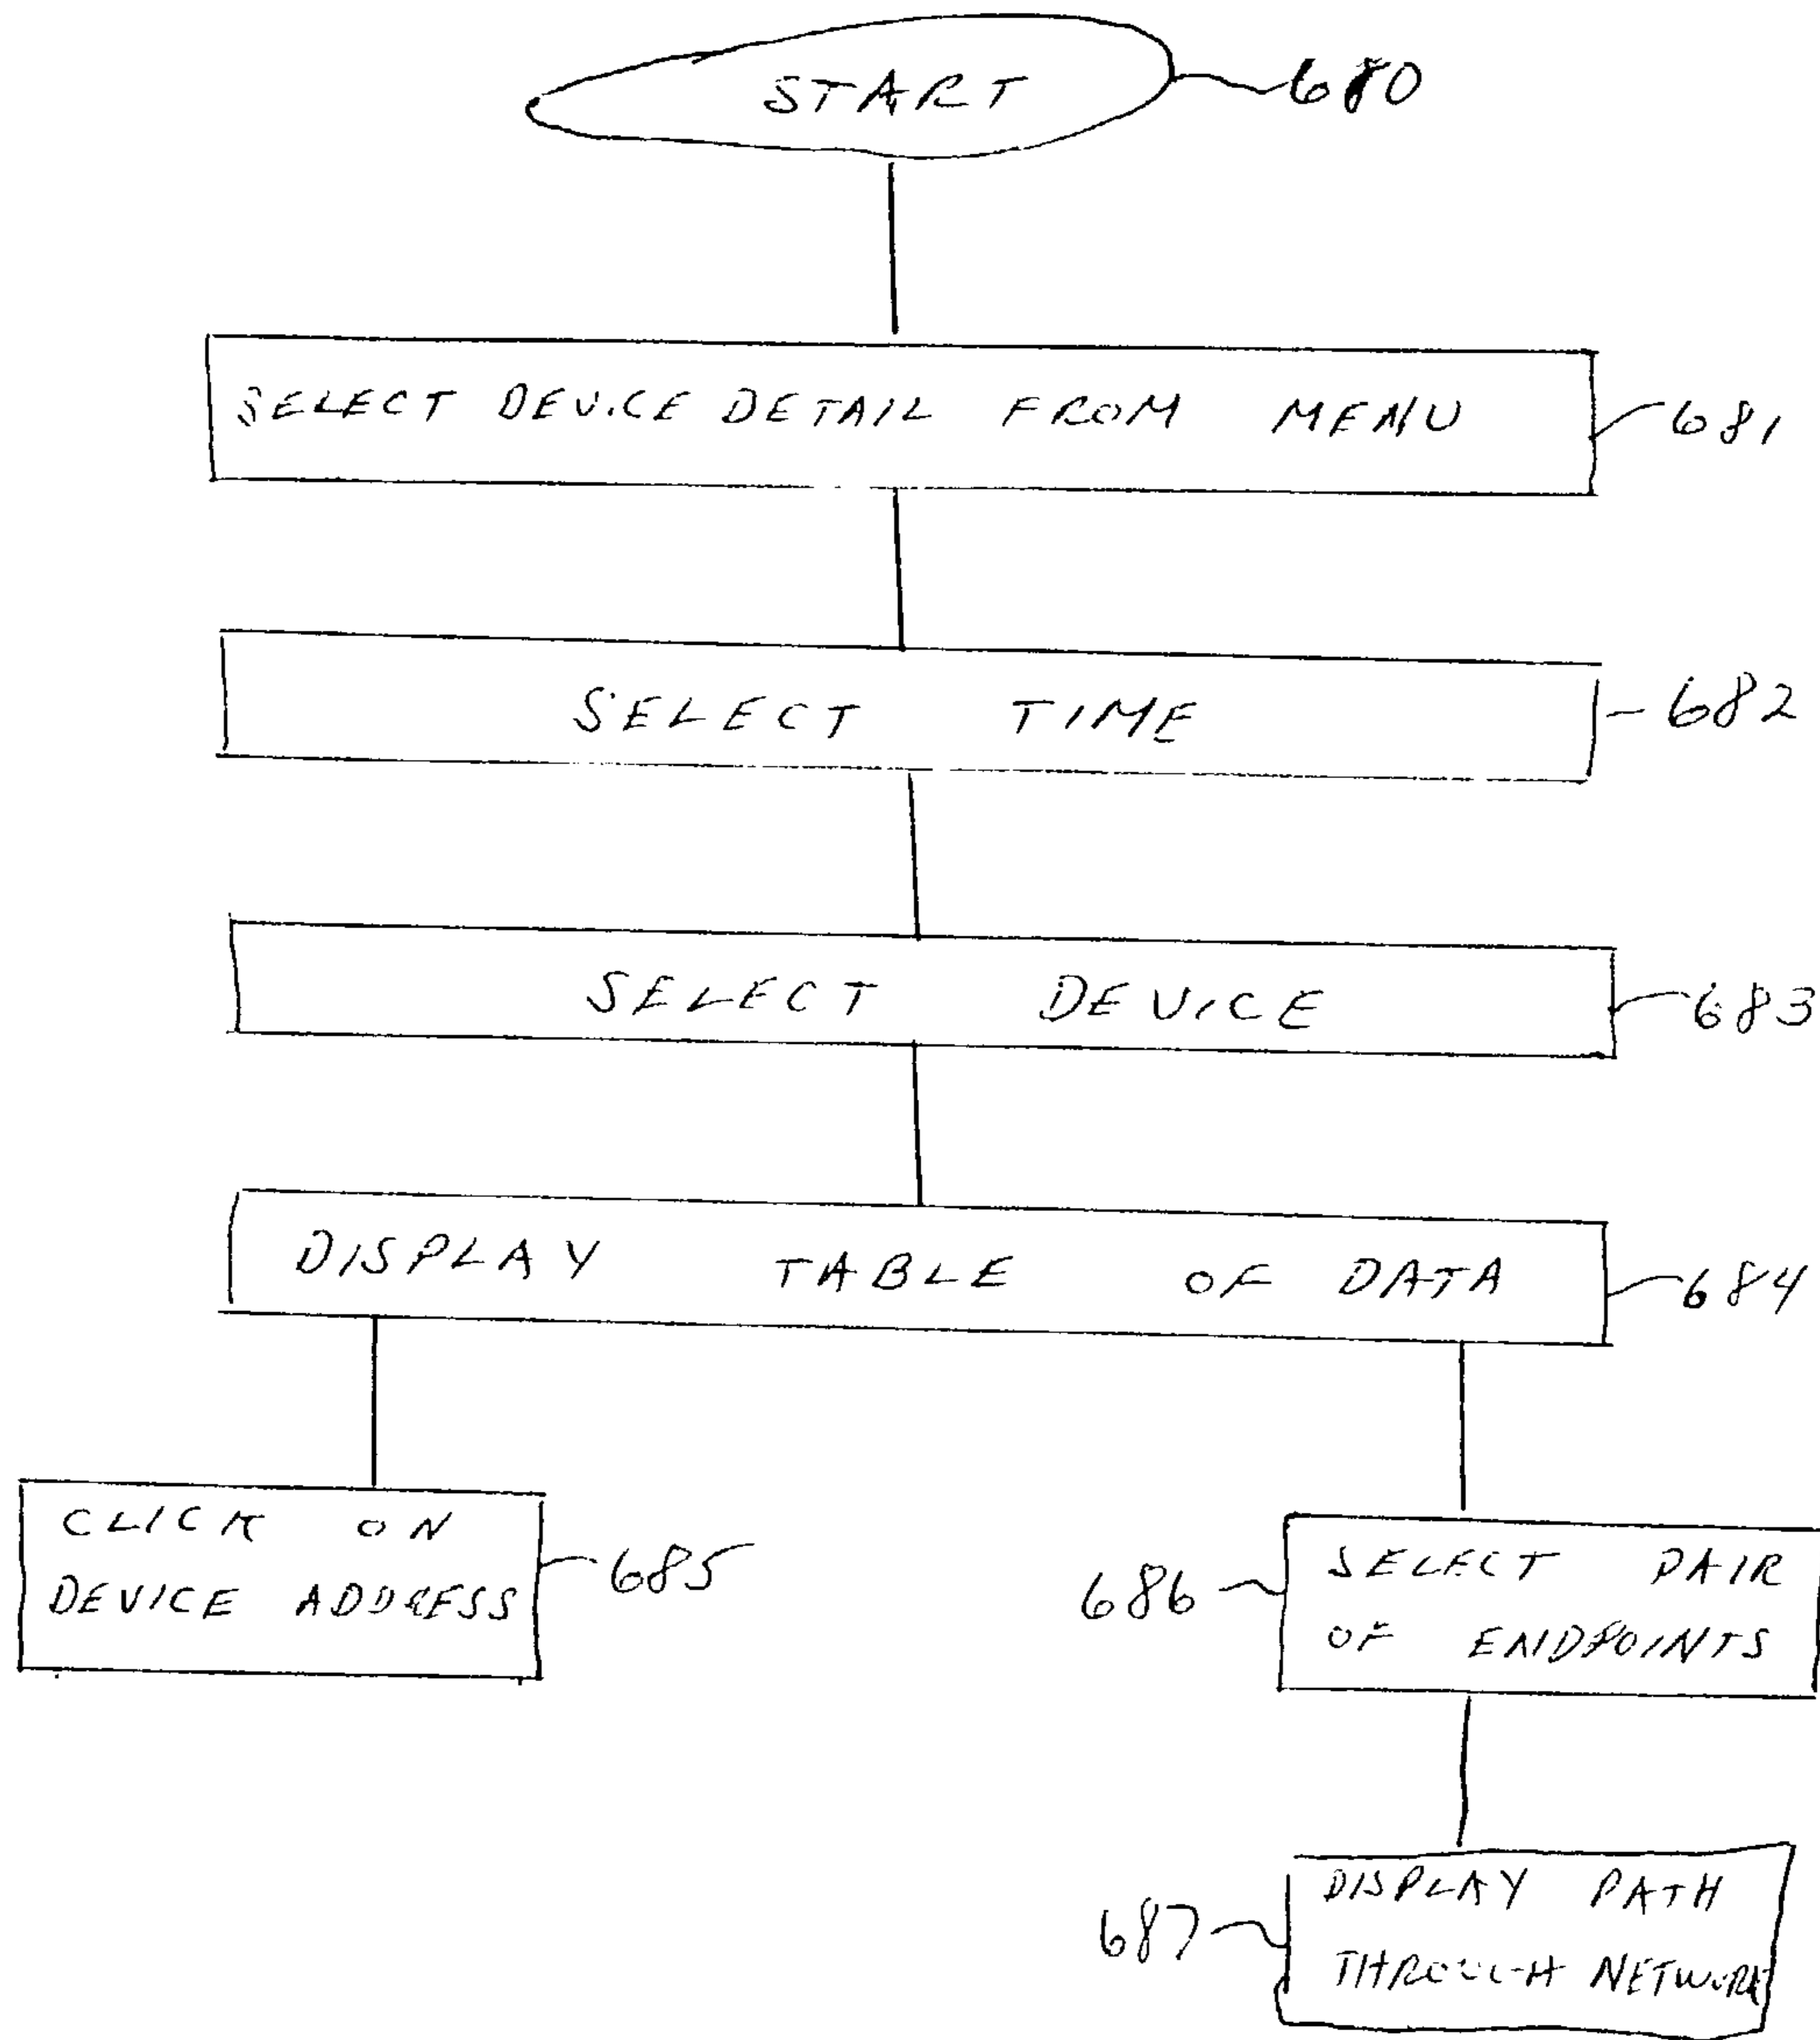 START 680
SELECT DEVICE DETAIL FROM MENU 681
SELECT TIME 682
SELECT DEVICE 683
DISPLAY TABLE OF DATA 684
CLICK ON
DEVICE ADDRESS 685
686 SELECT PAIR
OF ENDPOINTS
687 DISPLAY PATH
THROUGH NETWORK